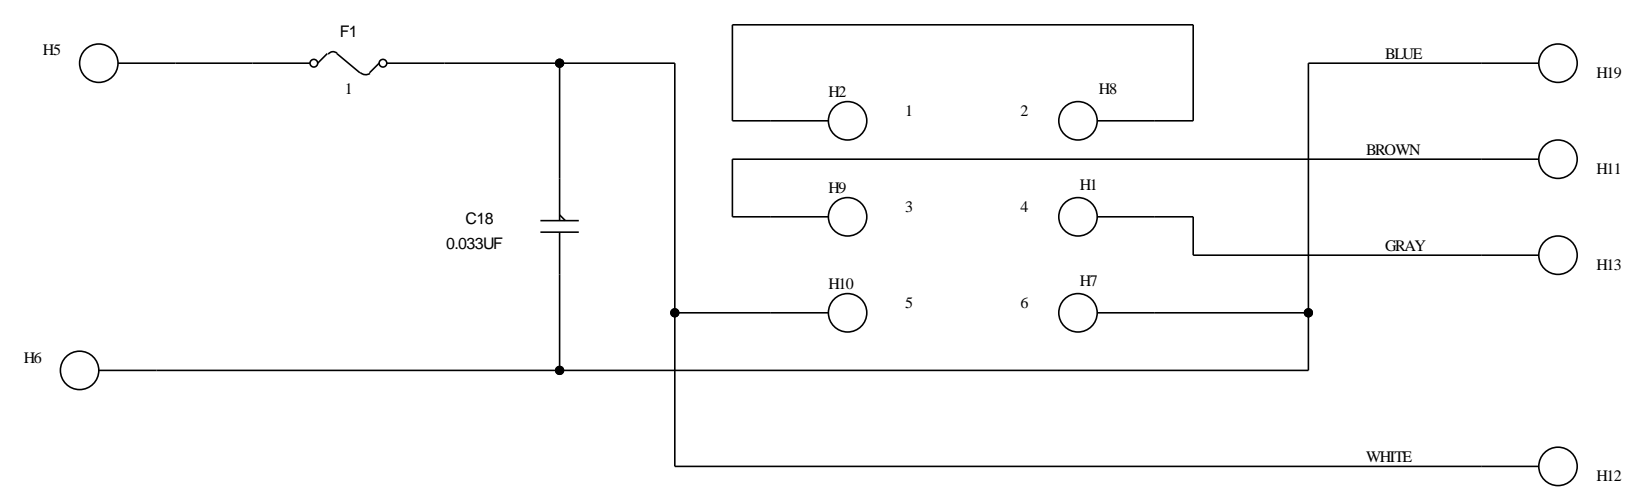 F1
H5
BLUE
H19
1
H2
1
2
H8
BROWN
H11
H9
3
4
H1
C18
0.033UF
GRAY
H13
H10
5
6
H7
H6
WHITE
H12